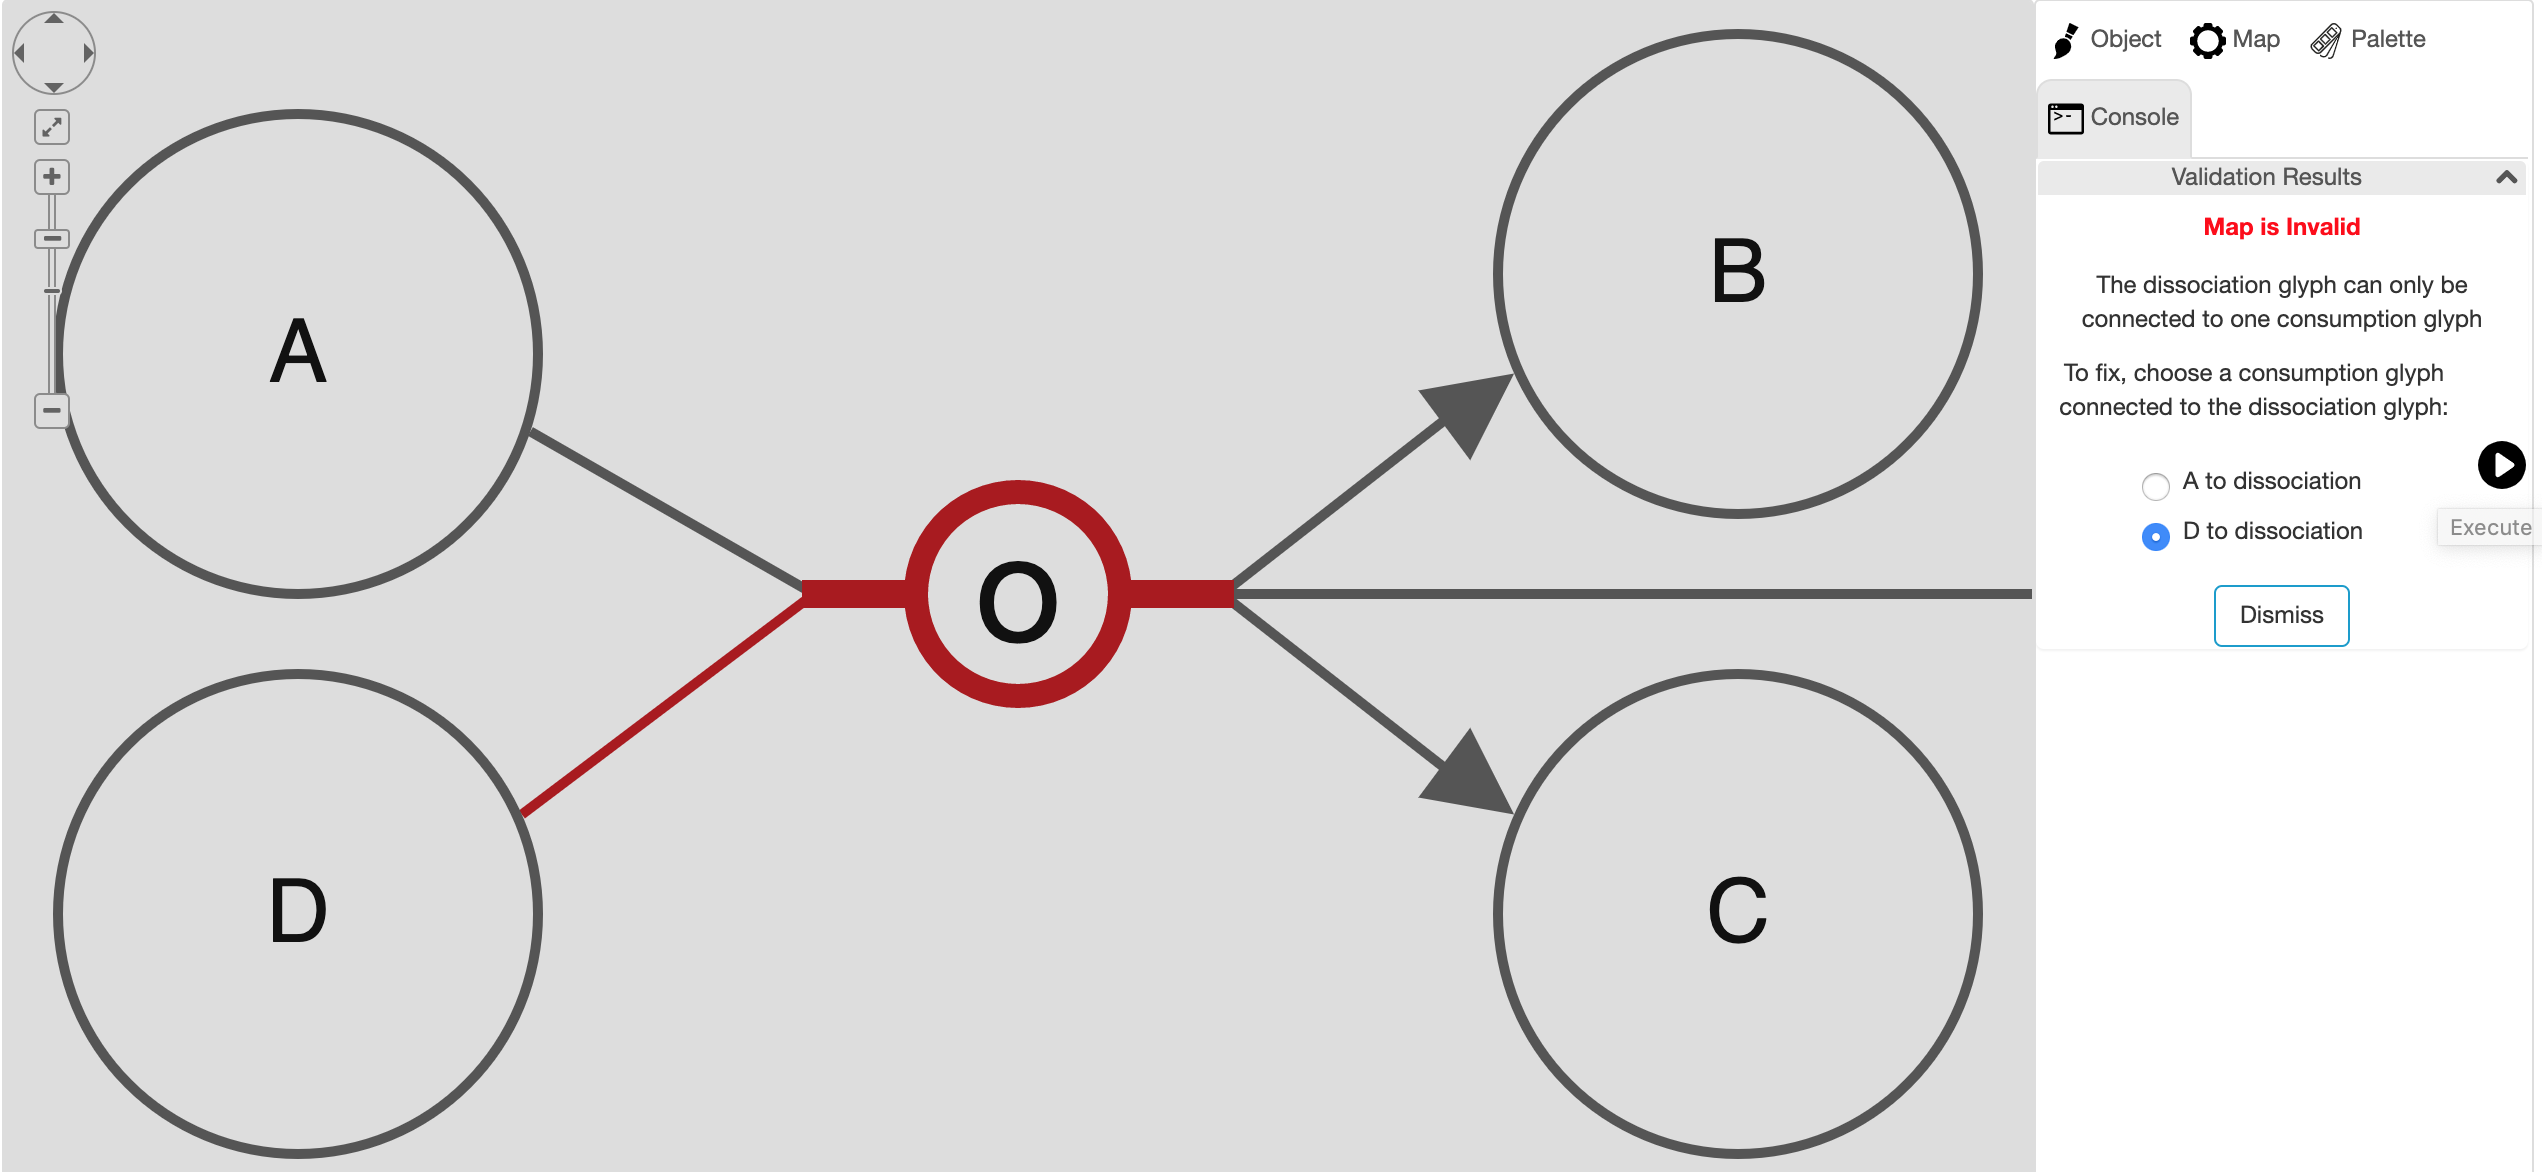 Object Map Palette
Console
Validation Results
Map is Invalid
The dissociation glyph can only be
connected to one consumption glyph
To fix, choose a consumption glyph
connected to the dissociation glyph:
A to dissociation
D to dissociation
Execute
Dismiss
A
B
O
D
C